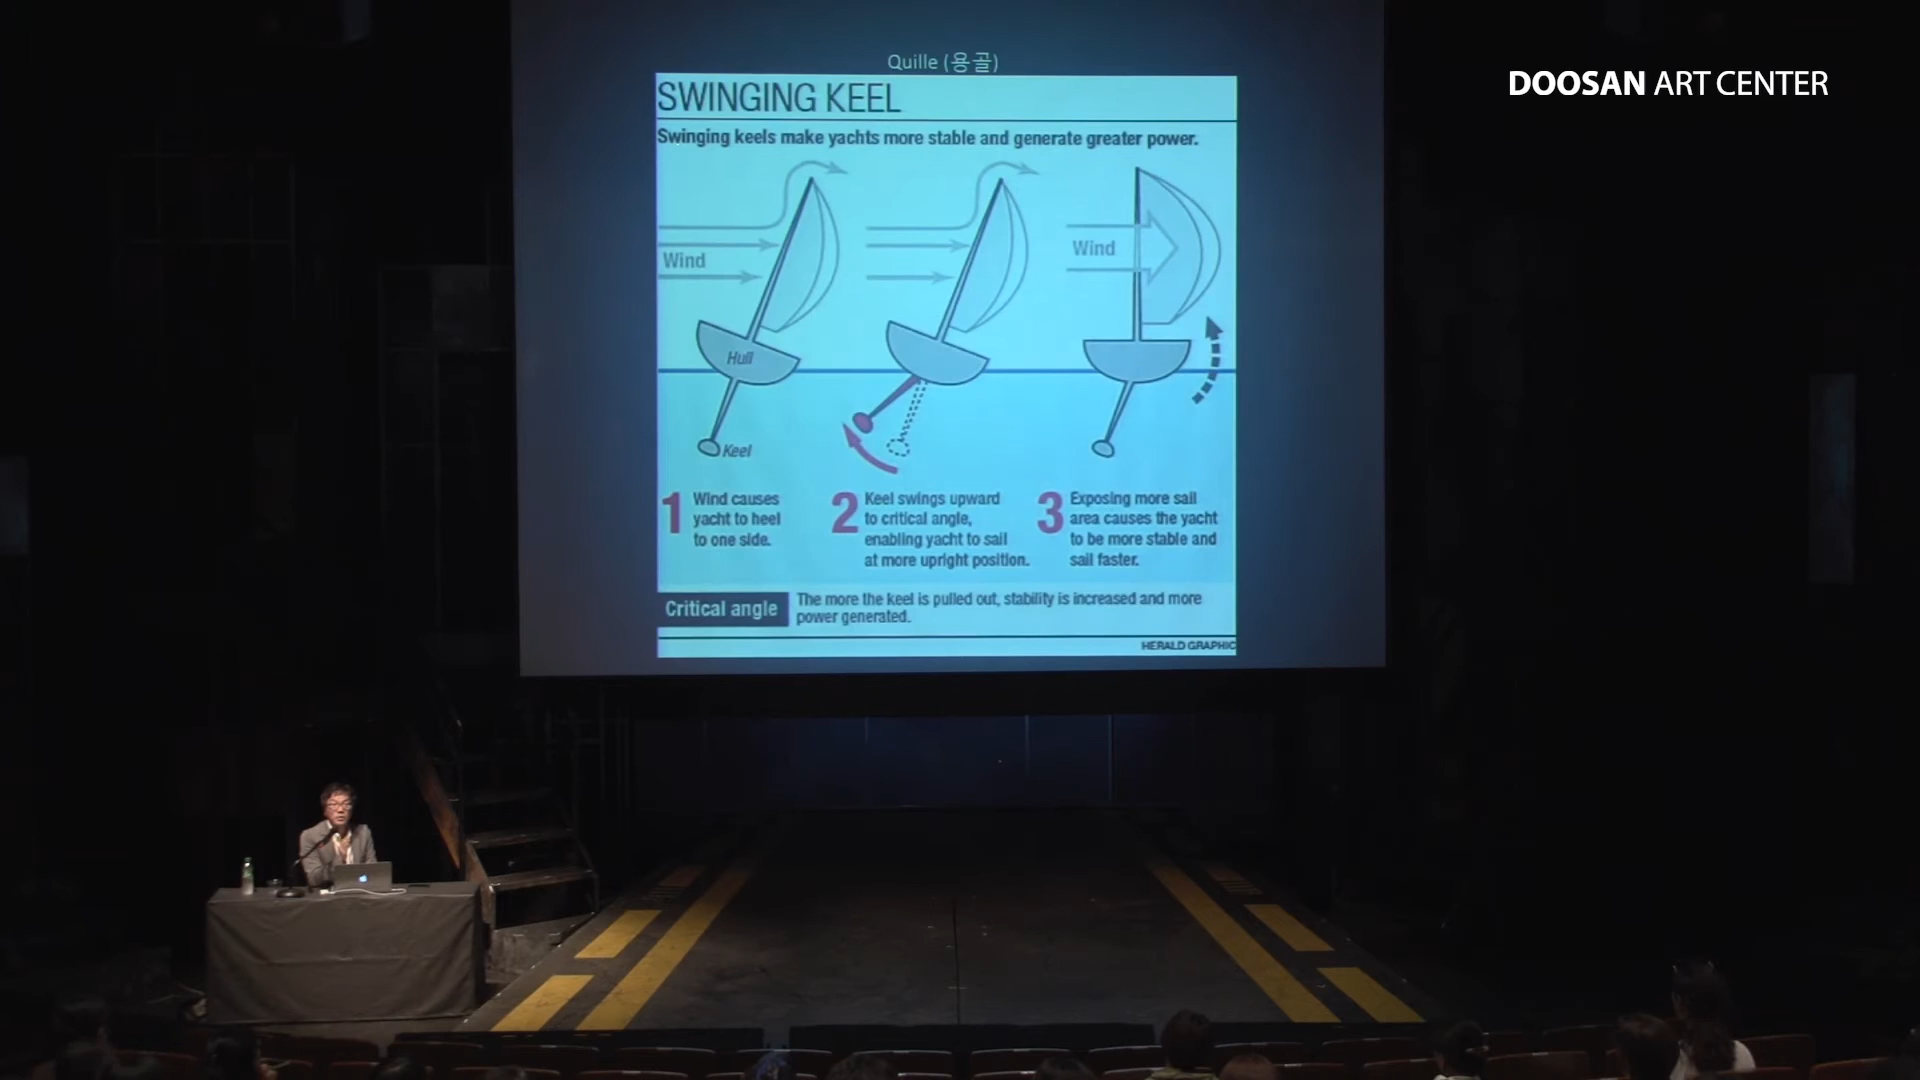 Quille (용골)
DOOSAN ART CENTER
SWINGING KEEL
Swinging keels make yachts more stable and generate greater power.
Wind
Wind
Hull
Keel
1 Wind causes
yacht to heel
to one side.
2 Keel swings upward
to critical angle,
enabling yacht to sail
at more upright position.
3 Exposing more sail
area causes the yacht
to be more stable and
sail faster.
Critical angle
The more the keel is pulled out, stability is increased and more
power generated.
HERALD GRAPHIC